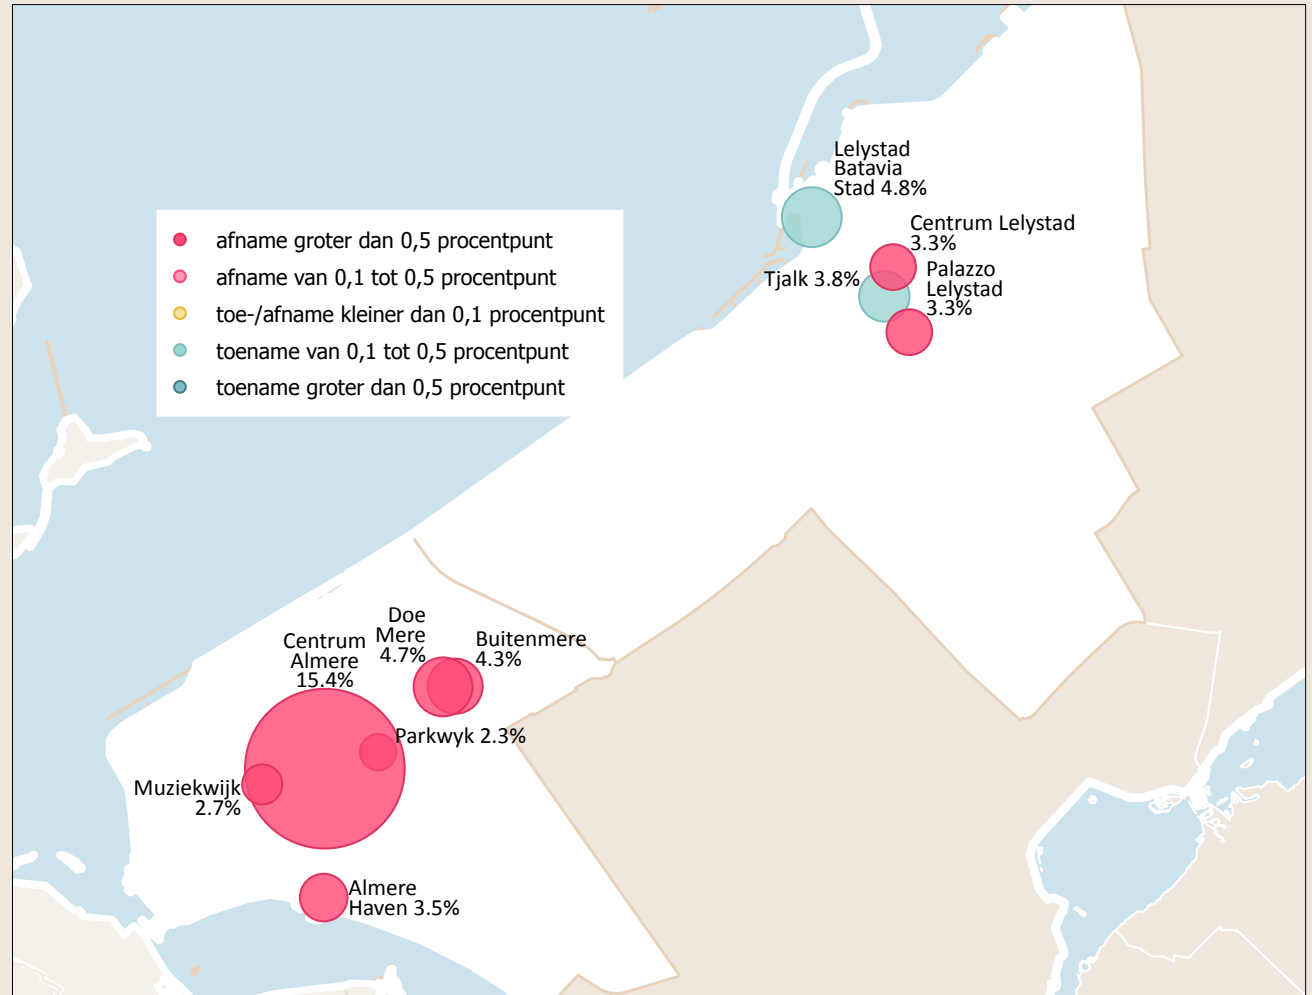 Lelystad
Batavia
Stad 4.8%
Centrum Lelystad
3.3%
Tjalk 3.8%
Palazzo
Lelystad
3.3%
afname groter dan 0,5 procentpunt
afname van 0,1 tot 0,5 procentpunt
toe-/afname kleiner dan 0,1 procentpunt
toename van 0,1 tot 0,5 procentpunt
toename groter dan 0,5 procentpunt
Doe
Mere
4.7%
Buitenmere
4.3%
Centrum
Almere
15.4%
Parkwyk 2.3%
Muziekwijk
2.7%
Almere
Haven 3.5%